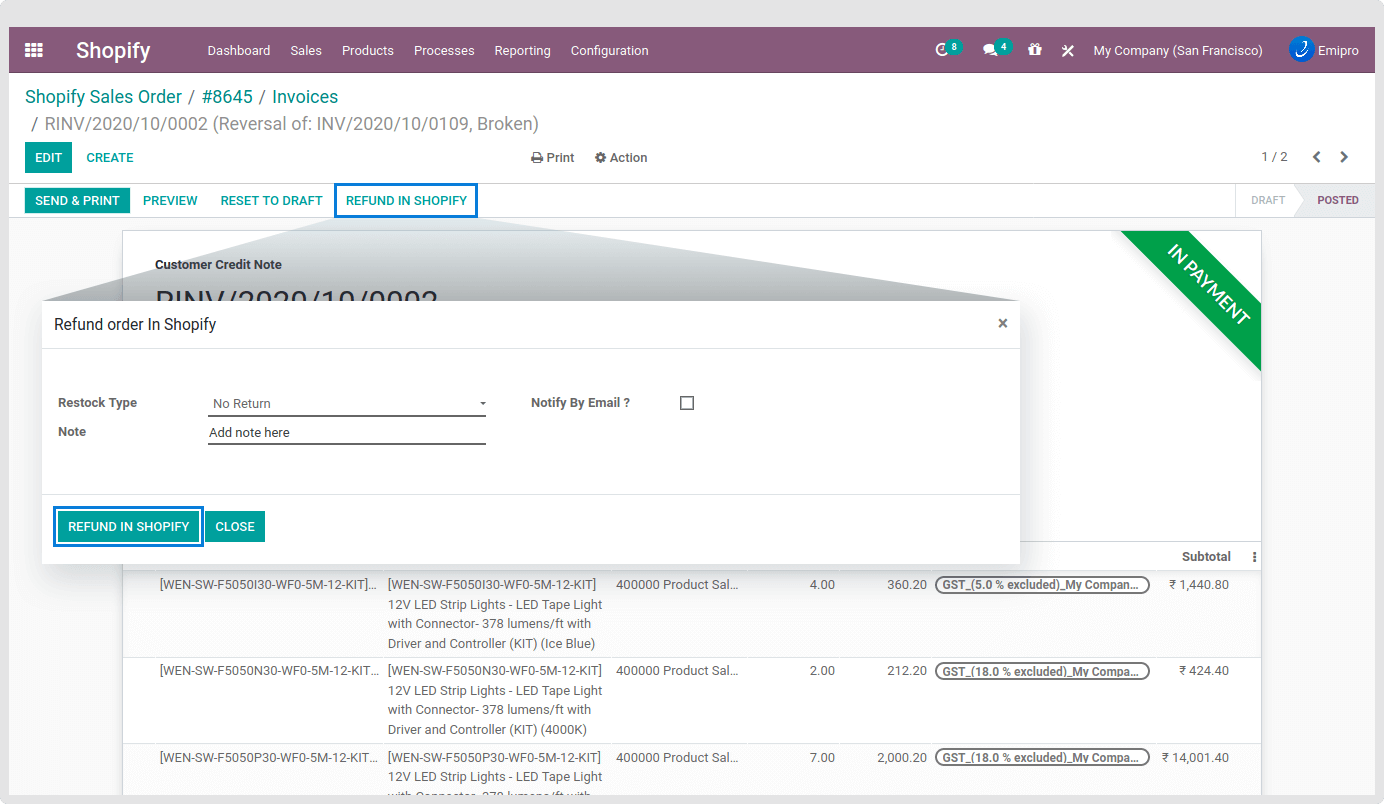 Shopify Dashboard Sales Products Processes Reporting Configuration 8 4 My Company (San Francisco) Emipro
Shopify Sales Order / #8645 / Invoices
/ RINV/2020/10/0002 (Reversal of: INV/2020/10/0109, Broken)
EDIT CREATE Print Action 1 / 2
SEND & PRINT PREVIEW RESET TO DRAFT REFUND IN SHOPIFY DRAFT POSTED
Customer Credit Note
IN PAYMENT
RINV/2020/10/0002
Refund order In Shopify ×
Restock Type No Return Notify By Email ?
Note Add note here
REFUND IN SHOPIFY CLOSE
Subtotal
[WEN-SW-F5050I30-WF0-5M-12-KIT]... [WEN-SW-F5050I30-WF0-5M-12-KIT] 400000 Product Sal... 4.00 360.20 GST_(5.0 % excluded)_My Compan... ₹ 1,440.80
12V LED Strip Lights - LED Tape Light
with Connector- 378 lumens/ft with
Driver and Controller (KIT) (Ice Blue)
[WEN-SW-F5050N30-WF0-5M-12-KIT... [WEN-SW-F5050N30-WF0-5M-12-KIT] 400000 Product Sal... 2.00 212.20 GST_(18.0 % excluded)_My Compa... ₹ 424.40
12V LED Strip Lights - LED Tape Light
with Connector- 378 lumens/ft with
Driver and Controller (KIT) (4000K)
[WEN-SW-F5050P30-WF0-5M-12-KIT... [WEN-SW-F5050P30-WF0-5M-12-KIT] 400000 Product Sal... 7.00 2,000.20 GST_(18.0 % excluded)_My Compa... ₹ 14,001.40
12V LED Strip Lights - LED Tape Light
with Connector- 378 lumens/ft with